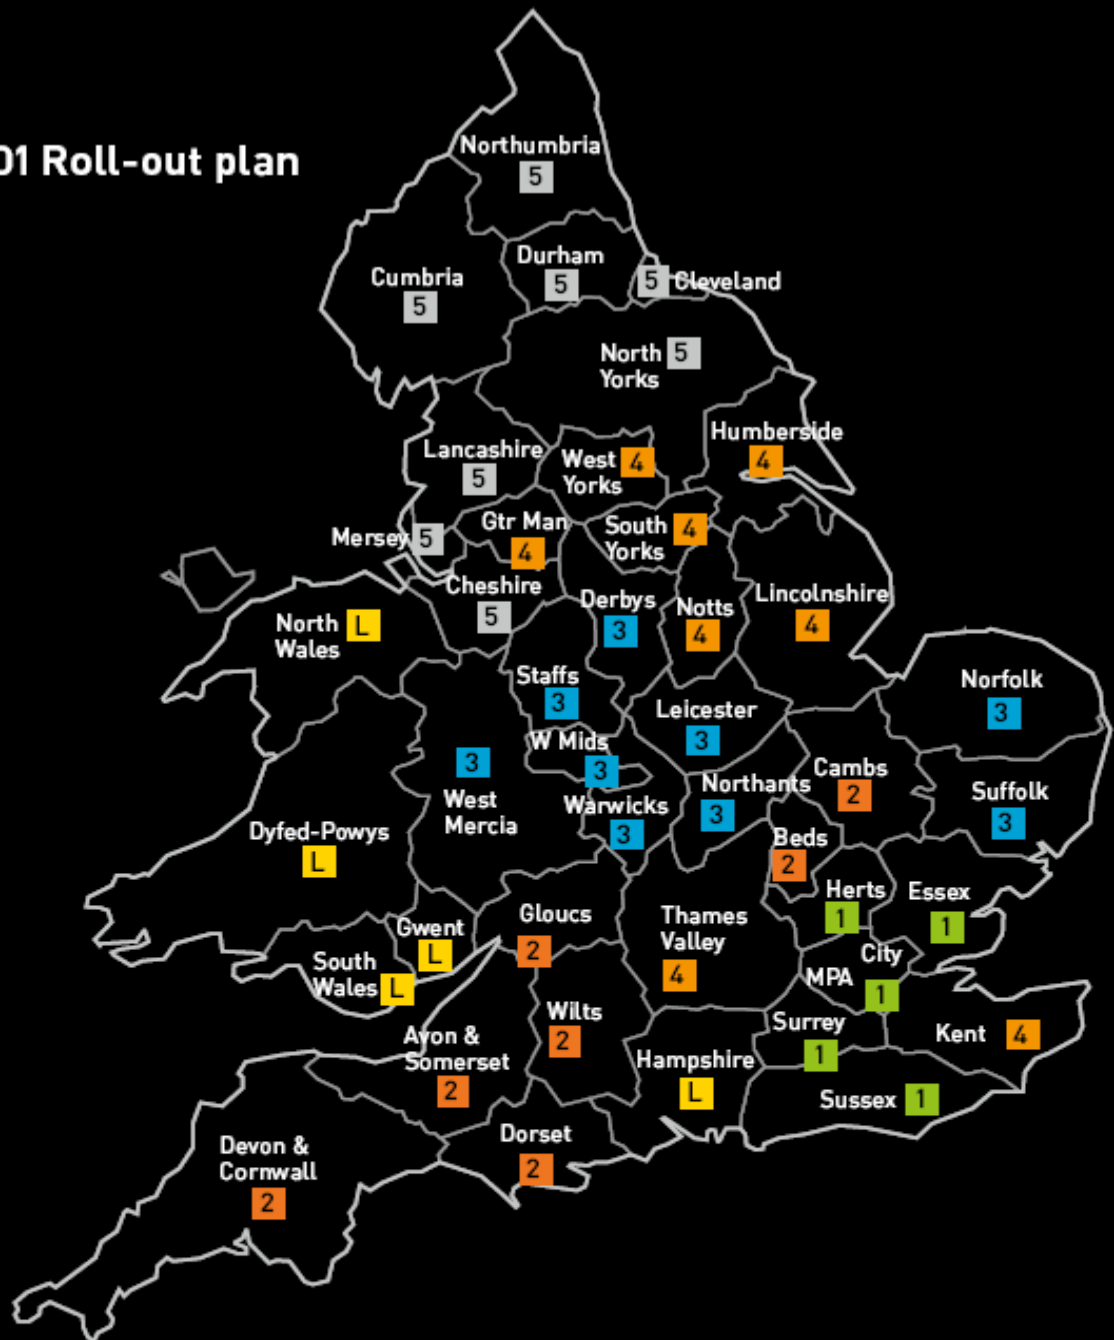 01 Roll-out plan
Northumbria
5
Durham
5
5 Cleveland
Cumbria
5
North 5
Yorks
Humberside
4
Lancashire
5
West 4
Yorks
Mersey 5
Gtr Man
4
South 4
Yorks
Cheshire
5
Derbys
3
Notts
4
Lincolnshire
4
North L
Wales
Staffs
3
Leicester
3
Norfolk
3
W Mids
3
3
West
Mercia
Warwicks
3
Northants
3
Cambs
2
Suffolk
3
Dyfed-Powys
L
Beds
2
Herts
1
Essex
1
Gwent
L
Gloucs
2
Thames
Valley
4
City
MPA
1
South
Wales L
Wilts
2
Surrey
1
Kent 4
Avon &
Somerset
2
Hampshire
L
Sussex 1
Dorset
2
Devon &
Cornwall
2